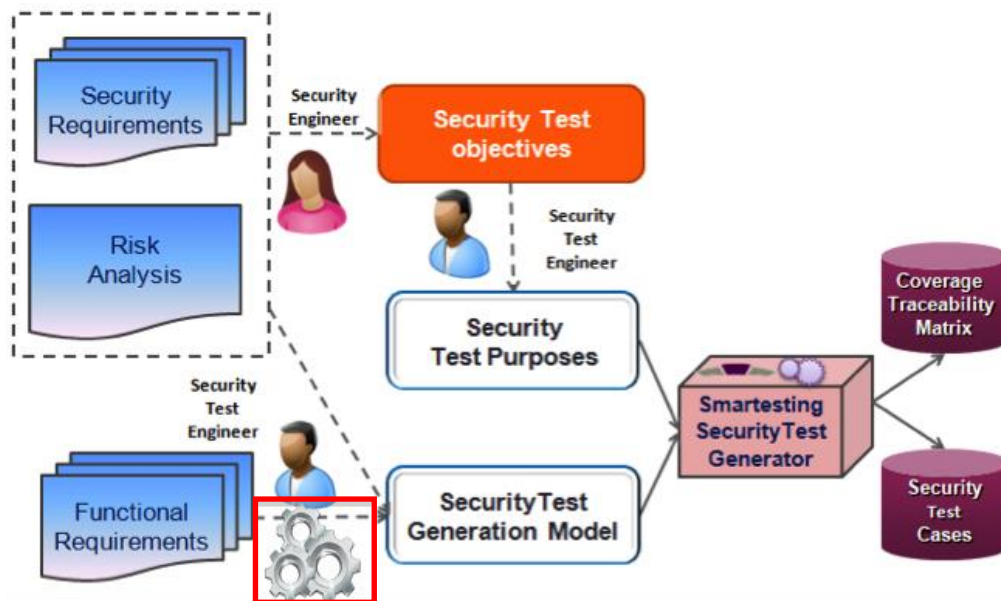 Security
Requirements
Risk
Analysis
Security
Engineer
Security Test
objectives
Security
Test
Engineer
Security
Test Purposes
Security
Test
Engineer
Functional
Requirements
SecurityTest
Generation Model
Smartesting
SecurityTest
Generator
Coverage
Traceability
Matrix
Security
Test
Cases